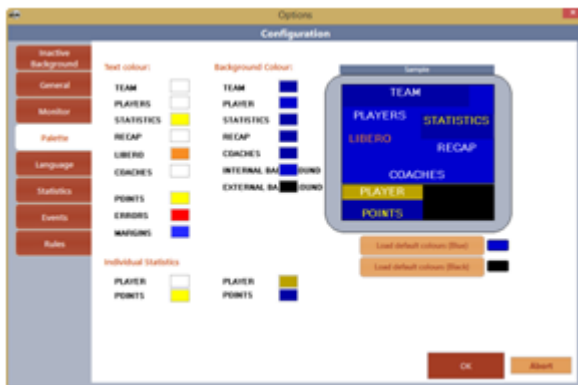 Options
Configuration
Inactive
Background
General
Monitor
Palette
Language
Statistics
Events
Rules
Text colour:
TEAM
PLAYERS
STATISTICS
RECAP
LIBERO
COACHES
POINTS
ERRORS
MARGINS
Background Colour:
TEAM
PLAYER
STATISTICS
RECAP
COACHES
INTERNAL BA OUND
EXTERNAL BA OUND
Individual Statistics
PLAYER
POINTS
PLAYER
POINTS
Sample
TEAM
PLAYERS
STATISTICS
LIBERO
RECAP
COACHES
PLAYER
POINTS
Load default colours (Blue)
Load default colours (Black)
OK
Abort